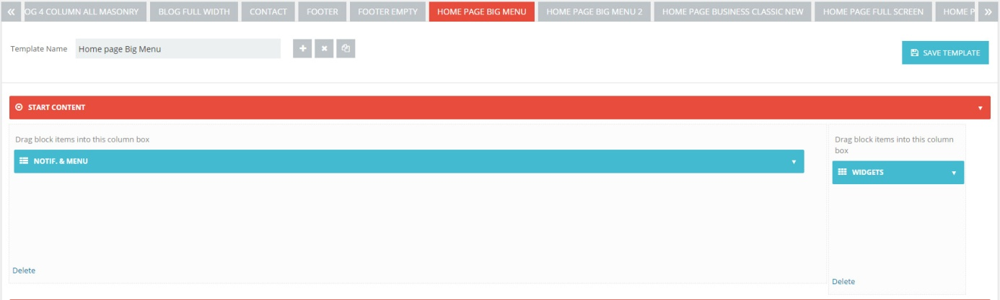 « OG 4 COLUMN ALL MASONRY BLOG FULL WIDTH CONTACT FOOTER FOOTER EMPTY HOME PAGE BIG MENU HOME PAGE BIG MENU 2 HOME PAGE BUSINESS CLASSIC NEW HOME PAGE FULL SCREEN HOME P »
Template Name Home page Big Menu SAVE TEMPLATE
START CONTENT
Drag block items into this column box
NOTIF. & MENU
Delete
Drag block items into this column
box
WIDGETS
Delete